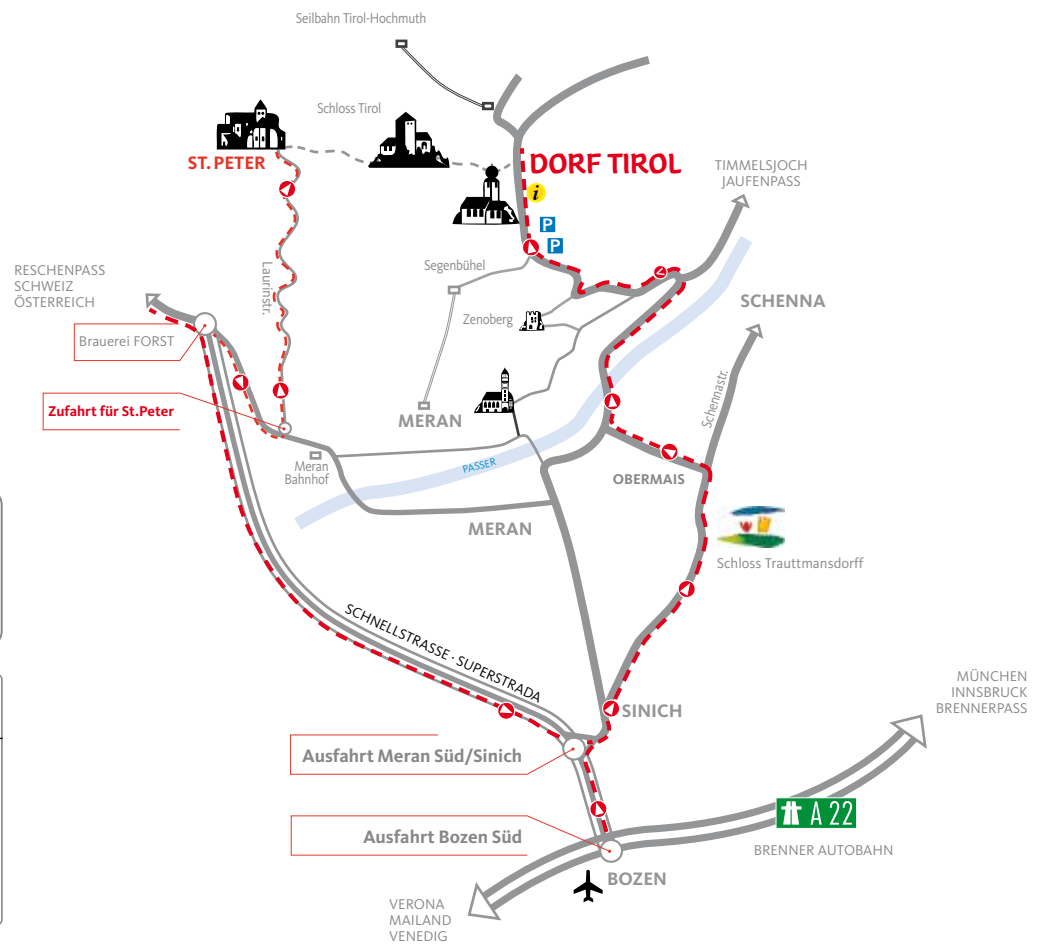 Seilbahn Tirol-Hochmuth
Schloss Tirol
ST. PETER
DORF TIROL
i
TIMMELSJOCH
JAUFENPASS
P
P
Segenbühel
RESCHENPASS
SCHWEIZ
ÖSTERREICH
Laurinstr.
SCHENNA
Zenoberg
Brauerei FORST
Schennastr.
Zufahrt für St.Peter
MERAN
Meran
Bahnhof
PASSER
OBERMAIS
MERAN
Schloss Trauttmansdorff
SCHNELLSTRASSE · SUPERSTRADA
MÜNCHEN
INNSBRUCK
BRENNERPASS
SINICH
Ausfahrt Meran Süd/Sinich
A 22
Ausfahrt Bozen Süd
BRENNER AUTOBAHN
BOZEN
VERONA
MAILAND
VENEDIG